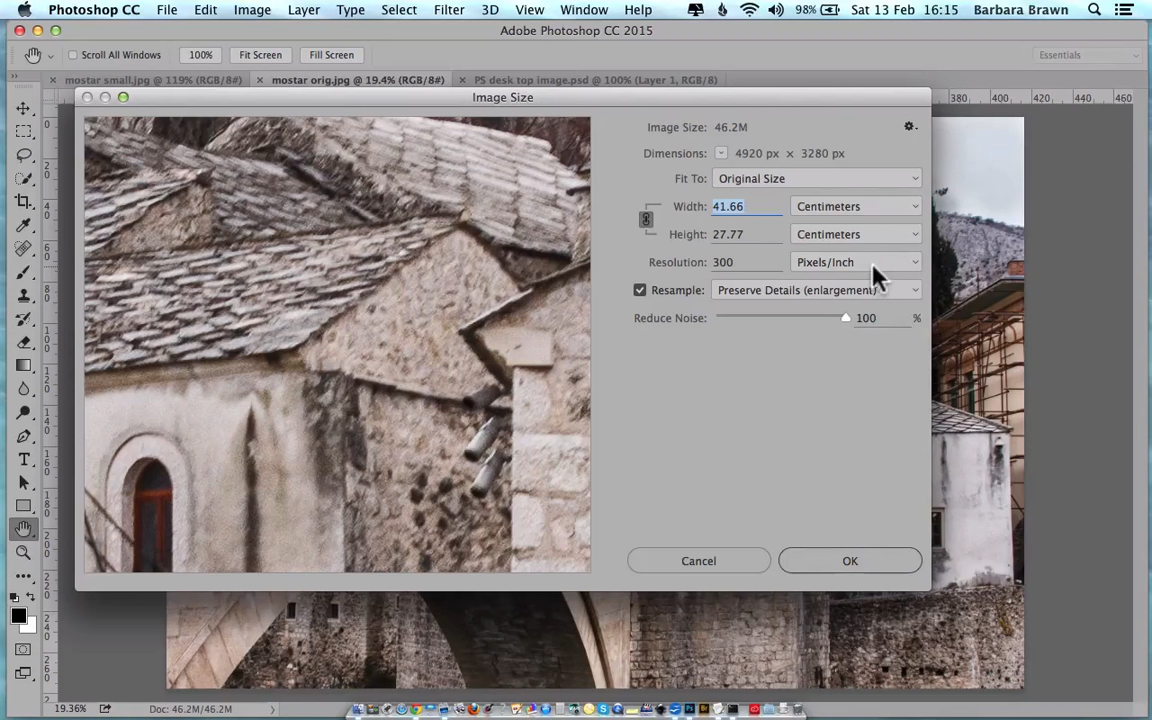 Photoshop CC File Edit Image Layer Type Select Filter 3D View Window Help 98% Sat 13 Feb 16:15 Barbara Brawn
Adobe Photoshop CC 2015
Scroll All Windows 100% Fit Screen Fill Screen Essentials
mostar small.jpg @ 119% (RGB/8#) × mostar orig.jpg @ 19.4% (RGB/8#) × PS desk top image.psd @ 100% (Layer 1, RGB/8)
380 400 420 440 460
Image Size
Image Size: 46.2M
Dimensions: 4920 px × 3280 px
Fit To: Original Size
Width: 41.66 Centimeters
Height: 27.77 Centimeters
Resolution: 300 Pixels/Inch
Resample: Preserve Details (enlargement)
Reduce Noise: 100 %
Cancel OK
19.36% Doc: 46.2M/46.2M